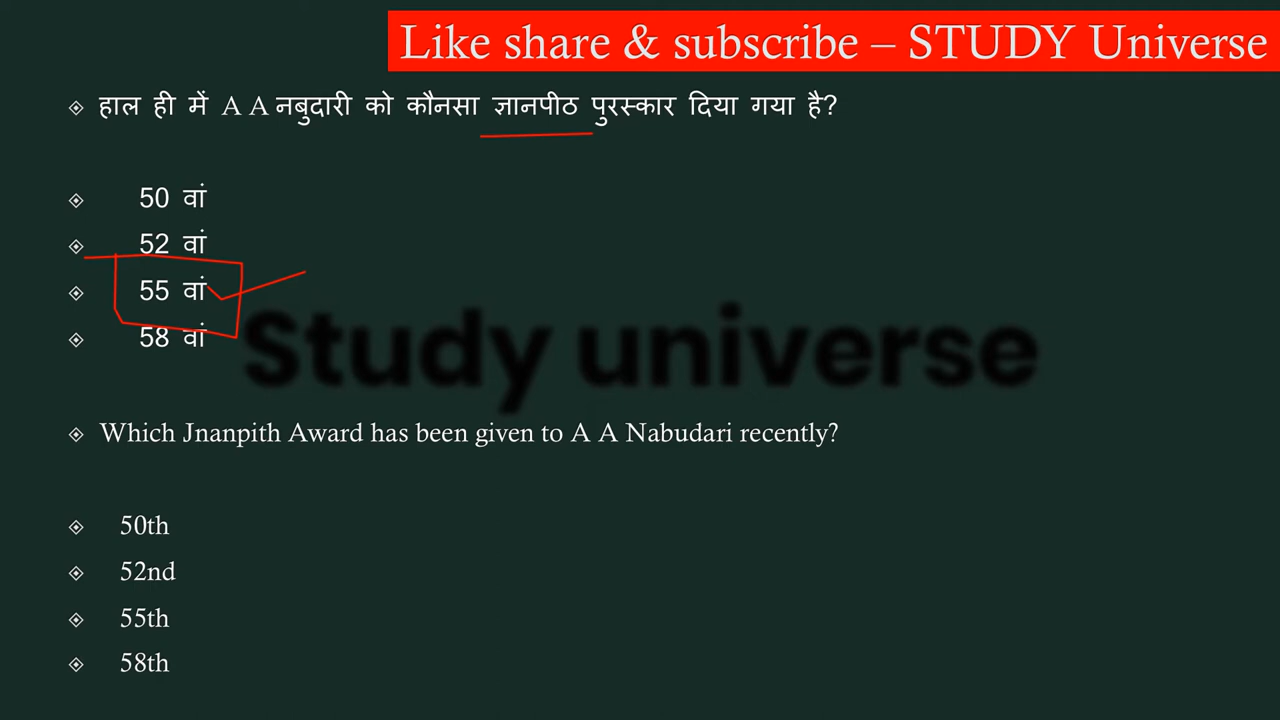 Like share & subscribe – STUDY Universe
हाल ही में A A नबुदारी को कौनसा ज्ञानपीठ पुरस्कार दिया गया है?
50 वां
52 वां
55 वां
58 वां
Study universe
Which Jnanpith Award has been given to A A Nabudari recently?
50th
52nd
55th
58th